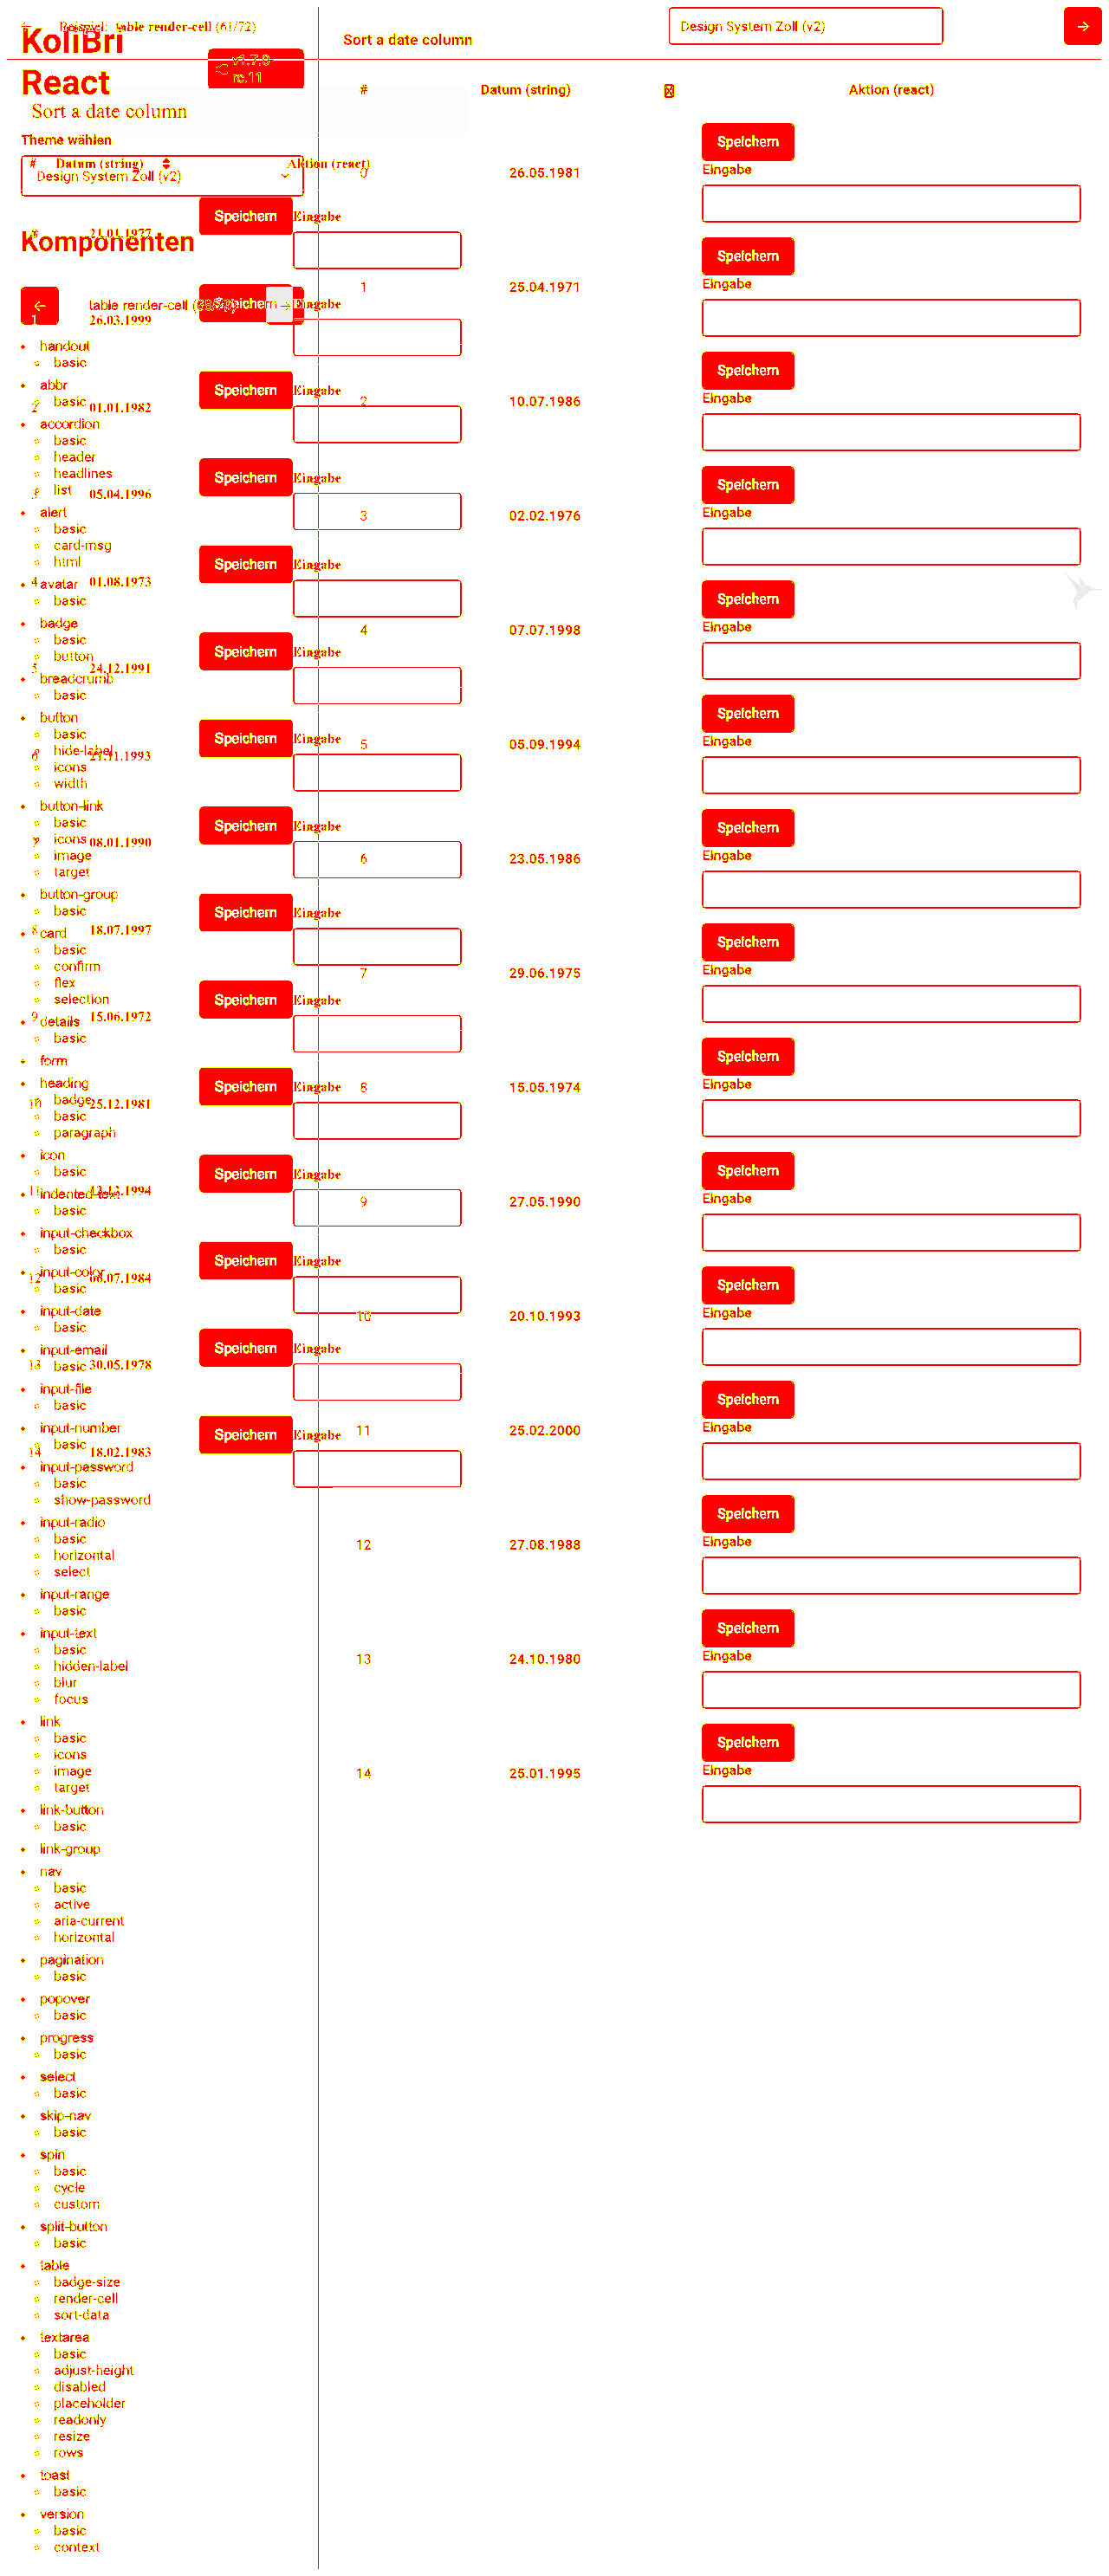 Beispiel: table render-cell (61/72)
Design System Zoll (v2)
KoliBri
React
v1.7.0-
rc.11
Sort a date column
Sort a date column
Theme wählen
Design System Zoll (v2)
# Datum (string) Aktion (react)
# Datum (string) Aktion (react)
Komponenten
table render-cell
handout
basic
abbr
basic
accordion
basic
header
headlines
list
alert
basic
card-msg
html
avatar
basic
badge
basic
button
breadcrumb
basic
button
basic
hide-label
icons
width
button-link
basic
icons
image
target
button-group
basic
card
basic
confirm
flex
selection
details
basic
form
heading
badge
basic
paragraph
icon
basic
indented-text
basic
input-checkbox
basic
input-color
basic
input-date
basic
input-email
basic
input-file
basic
input-number
basic
input-password
basic
show-password
input-radio
basic
horizontal
select
input-range
basic
input-text
basic
hidden-label
blur
focus
link
basic
icons
image
target
link-button
basic
link-group
nav
basic
active
aria-current
horizontal
pagination
basic
popover
basic
progress
basic
select
basic
skip-nav
basic
spin
basic
cycle
custom
split-button
basic
table
badge-size
render-cell
sort-data
textarea
basic
adjust-height
disabled
placeholder
readonly
resize
rows
toast
basic
version
basic
context
21.01.1977 Speichern Eingabe
1 26.03.1999 Speichern Eingabe
2 01.01.1982 Speichern Eingabe
3 05.04.1996 Speichern Eingabe
4 01.08.1973 Speichern Eingabe
5 24.12.1991 Speichern Eingabe
6 Speichern Eingabe
7 08.01.1990 Speichern Eingabe
8 18.07.1997 Speichern Eingabe
9 15.06.1972 Speichern Eingabe
10 25.12.1981 Speichern Eingabe
11 Speichern Eingabe
12 06.07.1984 Speichern Eingabe
13 30.05.1978 Speichern Eingabe
14 18.02.1983 Speichern Eingabe
0 26.05.1981 Speichern Eingabe
1 25.04.1971 Speichern Eingabe
2 10.07.1986 Speichern Eingabe
3 02.02.1976 Speichern Eingabe
4 07.07.1998 Speichern Eingabe
5 05.09.1994 Speichern Eingabe
6 23.05.1986 Speichern Eingabe
7 29.06.1975 Speichern Eingabe
8 15.05.1974 Speichern Eingabe
9 27.05.1990 Speichern Eingabe
10 20.10.1993 Speichern Eingabe
11 25.02.2000 Speichern Eingabe
12 27.08.1988 Speichern Eingabe
13 24.10.1980 Speichern Eingabe
14 25.01.1995 Speichern Eingabe